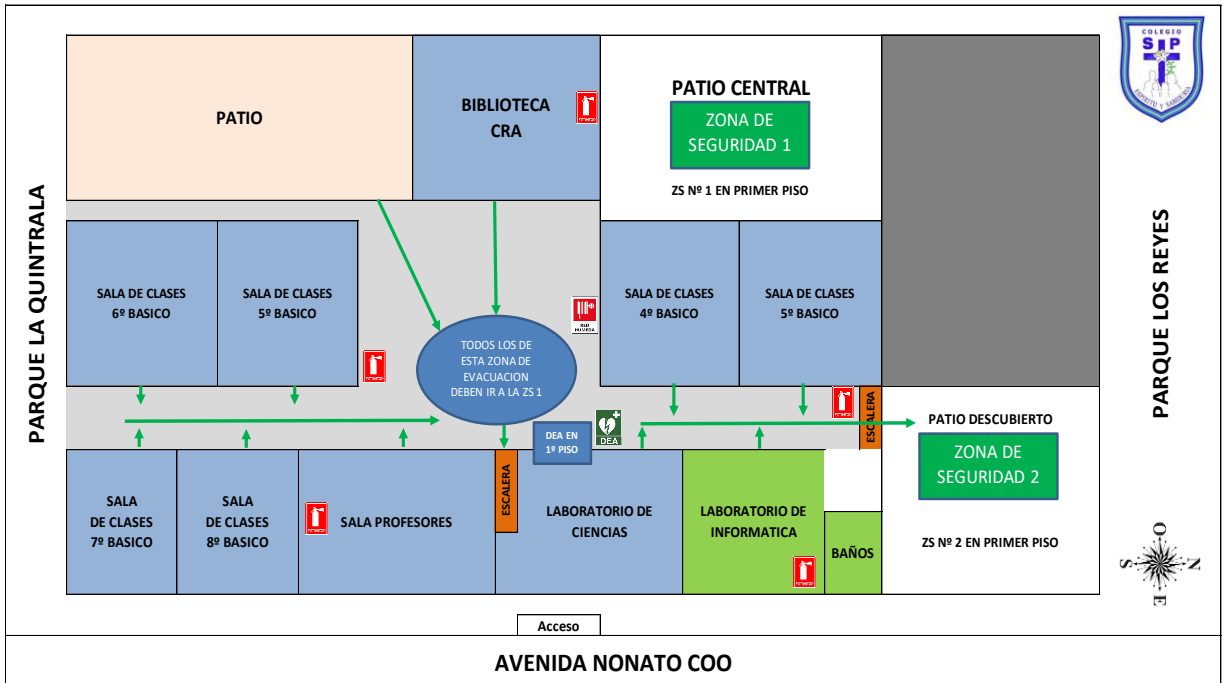 COLEGIO
S P
ESPIRITU Y SABIDURIA
PATIO
BIBLIOTECA
CRA
PATIO CENTRAL
ZONA DE
SEGURIDAD 1
ZS Nº 1 EN PRIMER PISO
PARQUE LA QUINTRALA
PARQUE LOS REYES
SALA DE CLASES
6º BASICO
SALA DE CLASES
5º BASICO
RED
HUMEDA
SALA DE CLASES
4º BASICO
SALA DE CLASES
5º BASICO
TODOS LOS DE
ESTA ZONA DE
EVACUACION
DEBEN IR A LA ZS 1
ESCALERA
PATIO DESCUBIERTO
ZONA DE
SEGURIDAD 2
ZS Nº 2 EN PRIMER PISO
DEA EN
1º PISO
DEA
SALA
DE CLASES
7º BASICO
SALA
DE CLASES
8º BASICO
SALA PROFESORES
ESCALERA
LABORATORIO DE
CIENCIAS
LABORATORIO DE
INFORMATICA
BAÑOS
O
S
N
E
Acceso
AVENIDA NONATO COO